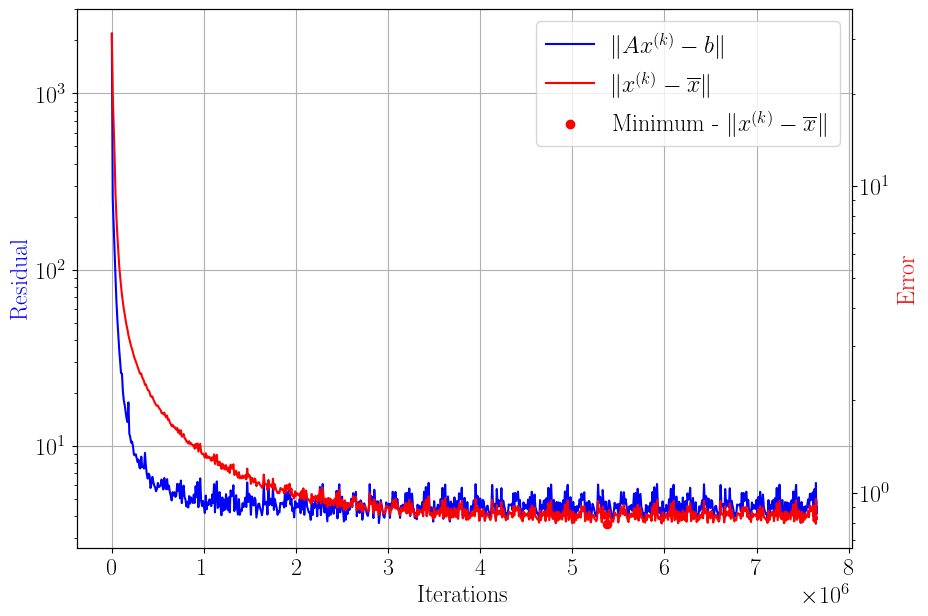 ‖Ax^(k) − b‖
‖x^(k) − x̅‖
Minimum - ‖x^(k) − x̅‖
10^3
10^2
10^1
Residual
10^1
10^0
Error
0 1 2 3 4 5 6 7 8
Iterations
×10^6